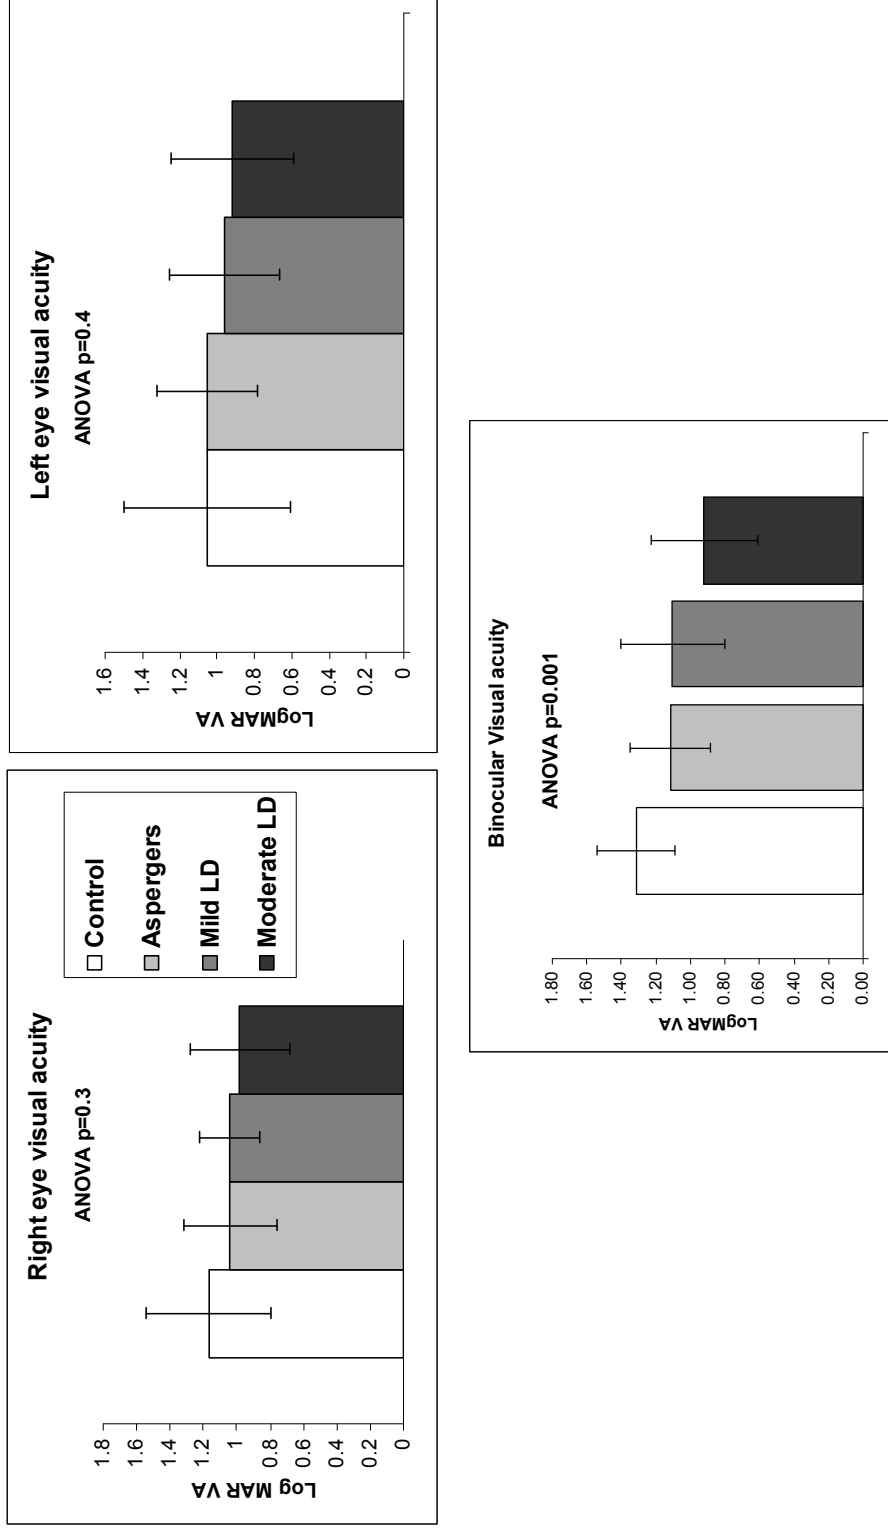 Right eye visual acuity
ANOVA p=0.3
Log MAR VA
1.8
1.6
1.4
1.2
1
0.8
0.6
0.4
0.2
0
Control
Aspergers
Mild LD
Moderate LD
Left eye visual acuity
ANOVA p=0.4
LogMAR VA
1.6
1.4
1.2
1
0.8
0.6
0.4
0.2
0
Binocular Visual acuity
ANOVA p=0.001
LogMAR VA
1.80
1.60
1.40
1.20
1.00
0.80
0.60
0.40
0.20
0.00